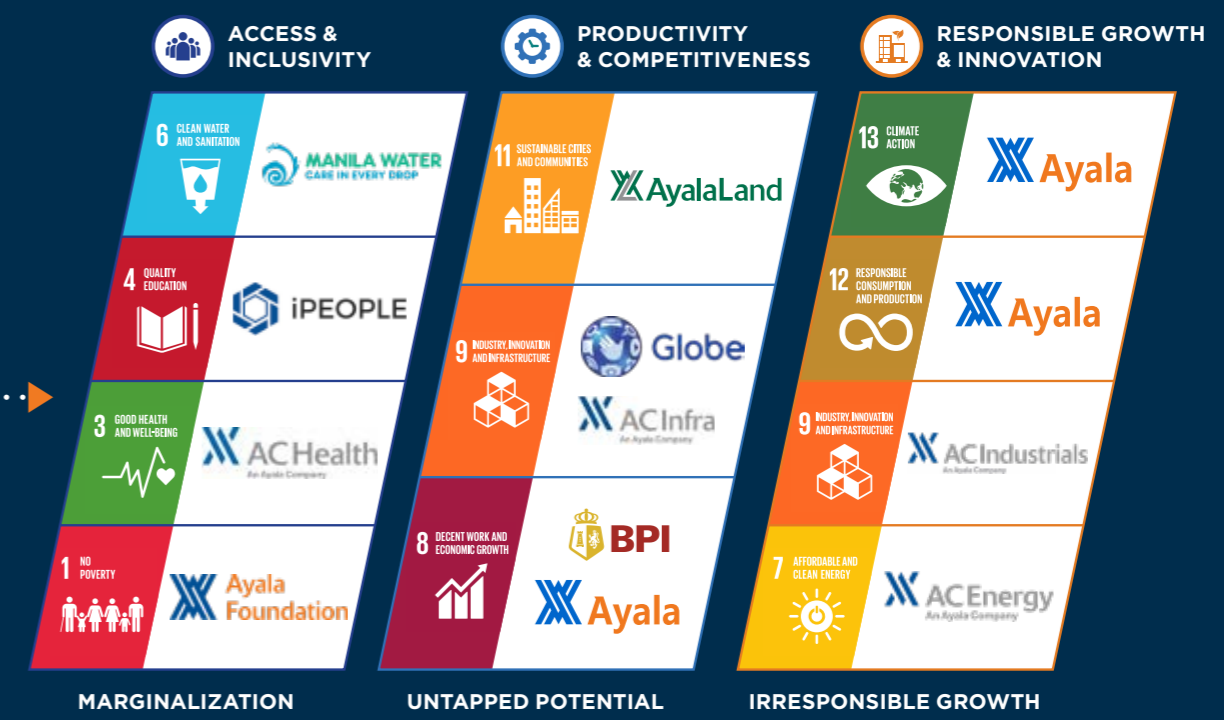 ACCESS &
INCLUSIVITY
6 CLEAN WATER
AND SANITATION
MANILA WATER
CARE IN EVERY DROP
4 QUALITY
EDUCATION
iPEOPLE
3 GOOD HEALTH
AND WELL-BEING
ACHealth
An Ayala Company
1 NO
POVERTY
Ayala
Foundation
MARGINALIZATION
PRODUCTIVITY
& COMPETITIVENESS
11 SUSTAINABLE CITIES
AND COMMUNITIES
AyalaLand
9 INDUSTRY, INNOVATION
AND INFRASTRUCTURE
Globe
ACInfra
An Ayala Company
8 DECENT WORK AND
ECONOMIC GROWTH
BPI
Ayala
UNTAPPED POTENTIAL
RESPONSIBLE GROWTH
& INNOVATION
13 CLIMATE
ACTION
Ayala
12 RESPONSIBLE
CONSUMPTION
AND PRODUCTION
Ayala
9 INDUSTRY, INNOVATION
AND INFRASTRUCTURE
ACIndustrials
An Ayala Company
7 AFFORDABLE AND
CLEAN ENERGY
ACEnergy
An Ayala Company
IRRESPONSIBLE GROWTH